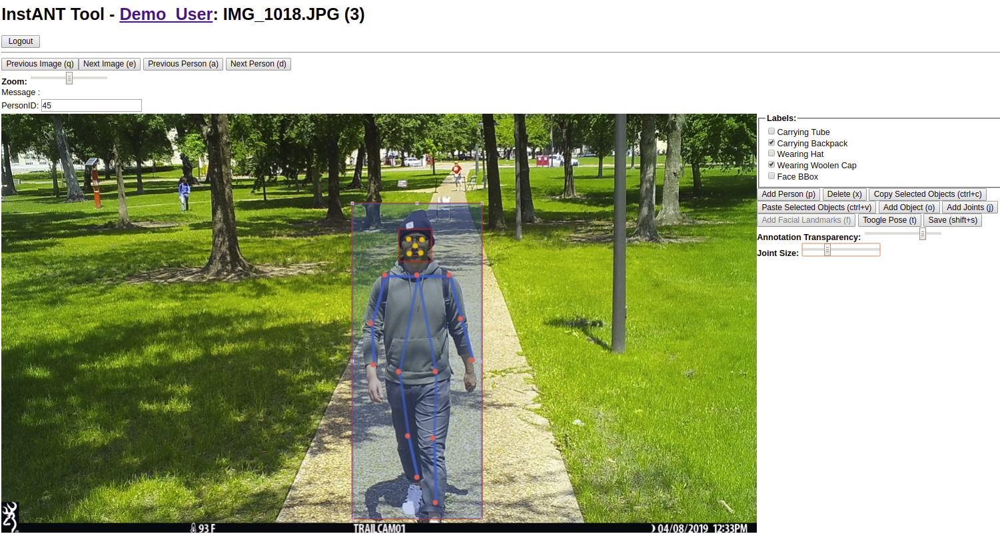 InstANT Tool - Demo_User: IMG_1018.JPG (3)
Logout
Previous Image (q) Next Image (e) Previous Person (a) Next Person (d)
Zoom:
Message :
PersonID: 45
Labels:
Carrying Tube
Carrying Backpack
Wearing Hat
Wearing Woolen Cap
Face BBox
Add Person (p) Delete (x) Copy Selected Objects (ctrl+c)
Paste Selected Objects (ctrl+v) Add Object (o) Add Joints (j)
Add Facial Landmarks (f) Toogle Pose (t) Save (shift+s)
Annotation Transparency:
Joint Size:
93 F TRAILCAM01 04/08/2019 12:33PM